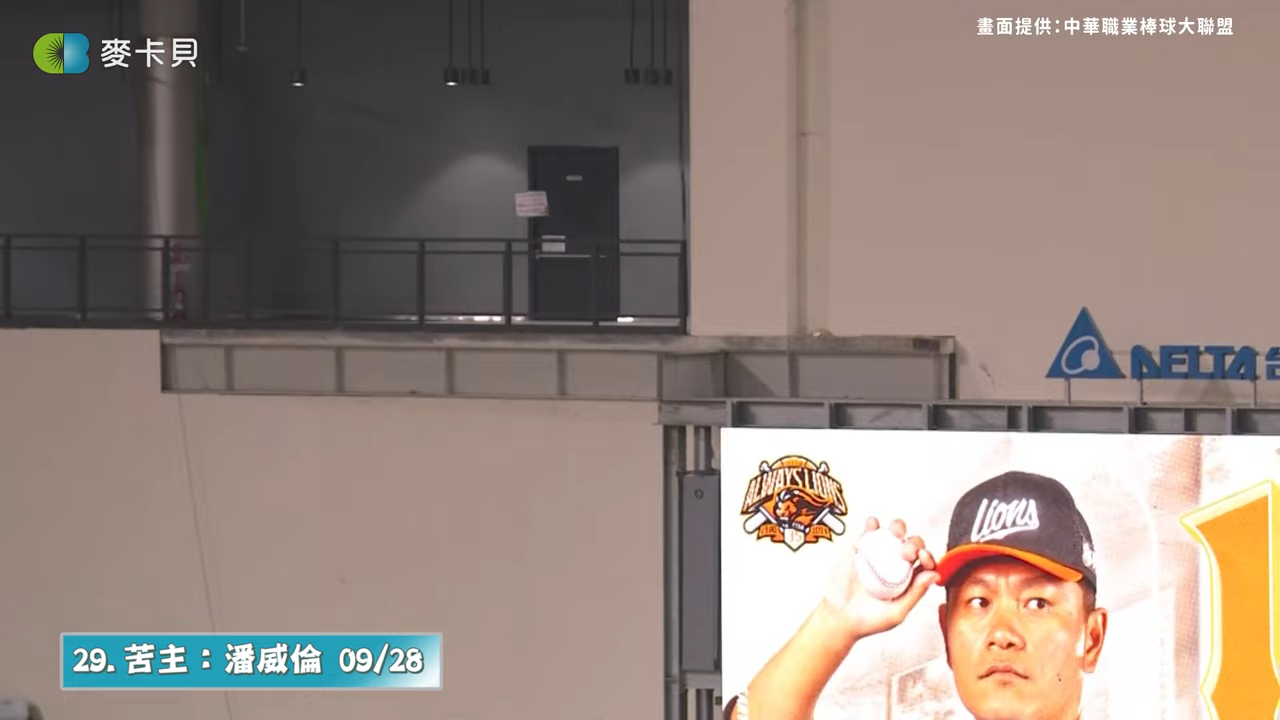 麥卡貝
畫面提供:中華職業棒球大聯盟
DELTA 台
ALWAYS LIONS
Lions
29. 苦主：潘威倫 09/28